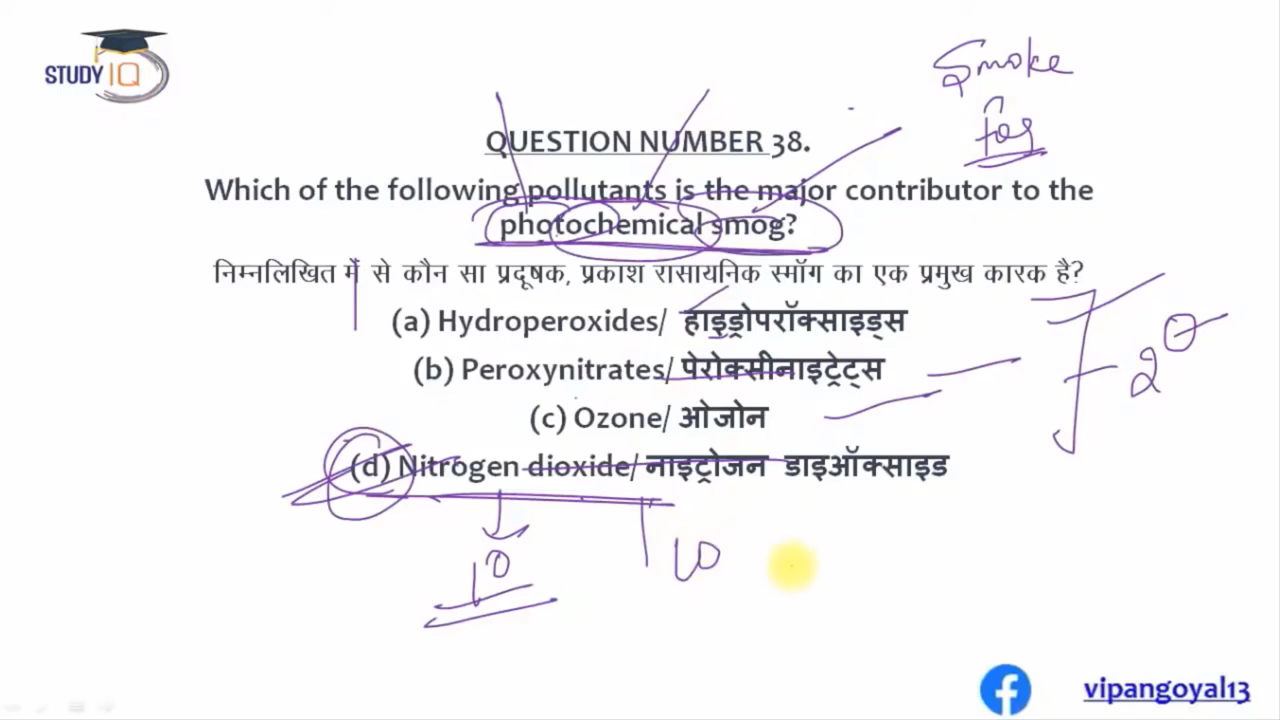 STUDY IQ
Smoke
Fog
QUESTION NUMBER 38.
Which of the following pollutants is the major contributor to the
photochemical smog?
निम्नलिखित में से कौन सा प्रदूषक, प्रकाश रासायनिक स्मॉग का एक प्रमुख कारक है?
(a) Hydroperoxides/ हाइड्रोपरॉक्साइड्स
(b) Peroxynitrates/ पेरोक्सीनाइट्रेट्स
(c) Ozone/ ओजोन
(d) Nitrogen dioxide/ नाइट्रोजन डाइऑक्साइड
2°
1°
vipangoyal13